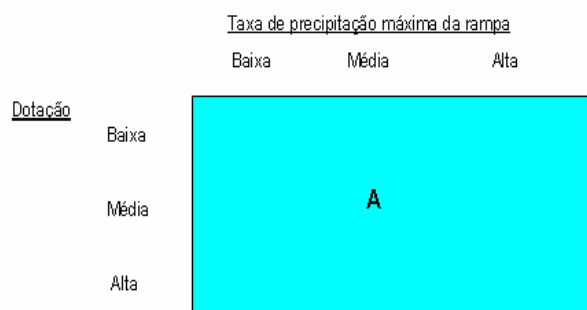 Taxa de precipitação máxima da rampa
Baixa Média Alta
Dotação
Baixa
A
Média
Alta